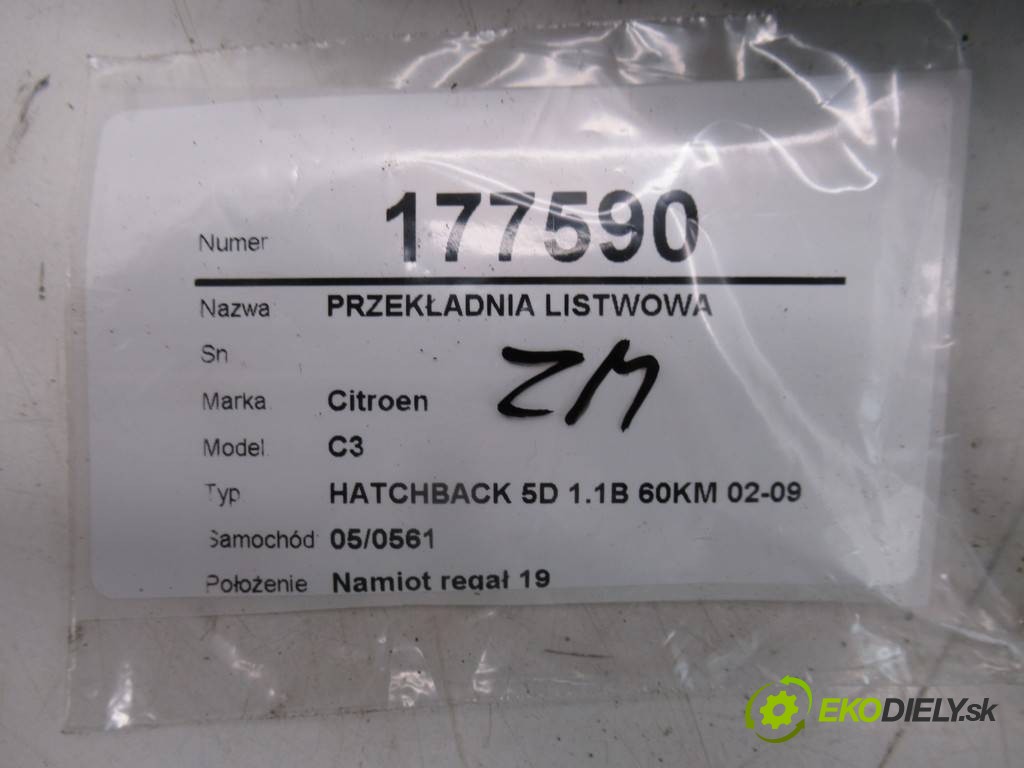 Numer 177590
Nazwa PRZEKŁADNIA LISTWOWA
Sn
ZM
Marka Citroen
Model C3
Typ HATCHBACK 5D 1.1B 60KM 02-09
Samochód 05/0561
Położenie Namiot regał 19
EKODIELY.sk